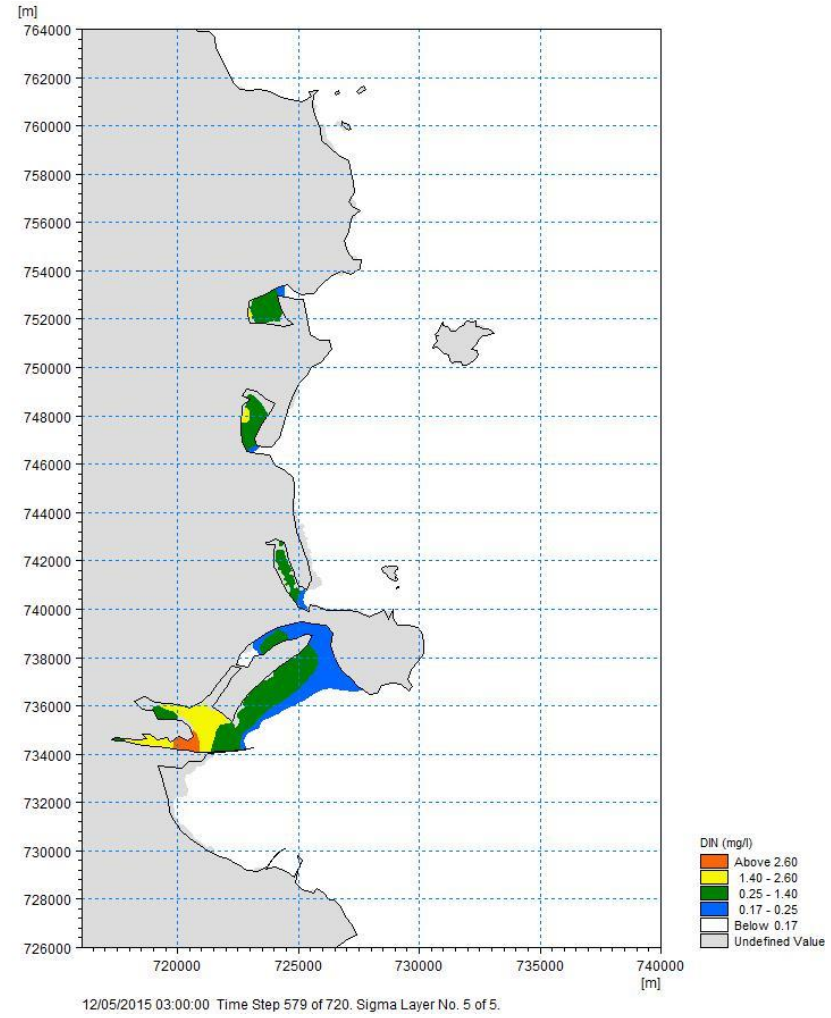 [m]
764000
762000
760000
758000
756000
754000
752000
750000
748000
746000
744000
742000
740000
738000
736000
734000
732000
730000
728000
726000
720000 725000 730000 735000 740000
[m]
DIN (mg/l)
Above 2.60
1.40 - 2.60
0.25 - 1.40
0.17 - 0.25
Below 0.17
Undefined Value
12/05/2015 03:00:00 Time Step 579 of 720. Sigma Layer No. 5 of 5.